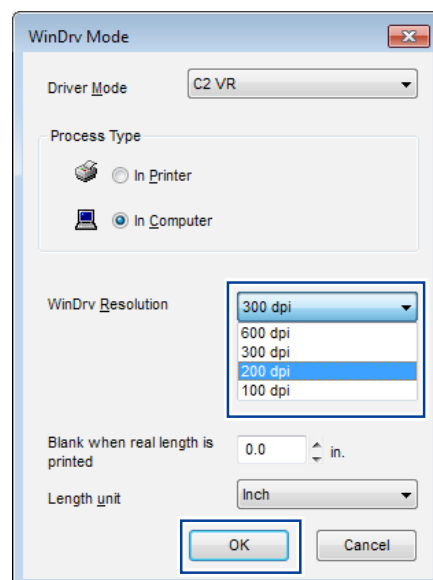 WinDrv Mode
Driver Mode C2 VR
Process Type
In Printer
In Computer
WinDrv Resolution 300 dpi
600 dpi
300 dpi
200 dpi
100 dpi
Blank when real length is printed 0.0 in.
Length unit Inch
OK Cancel